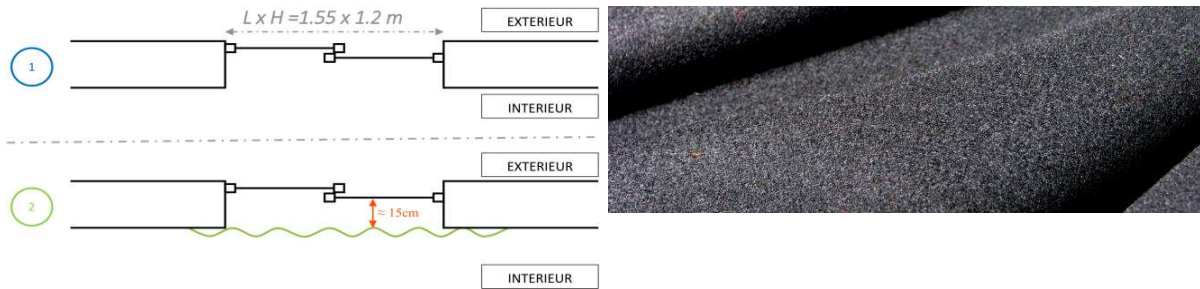 L x H =1.55 x 1.2 m
EXTERIEUR
1
INTERIEUR
EXTERIEUR
2
≈ 15cm
INTERIEUR